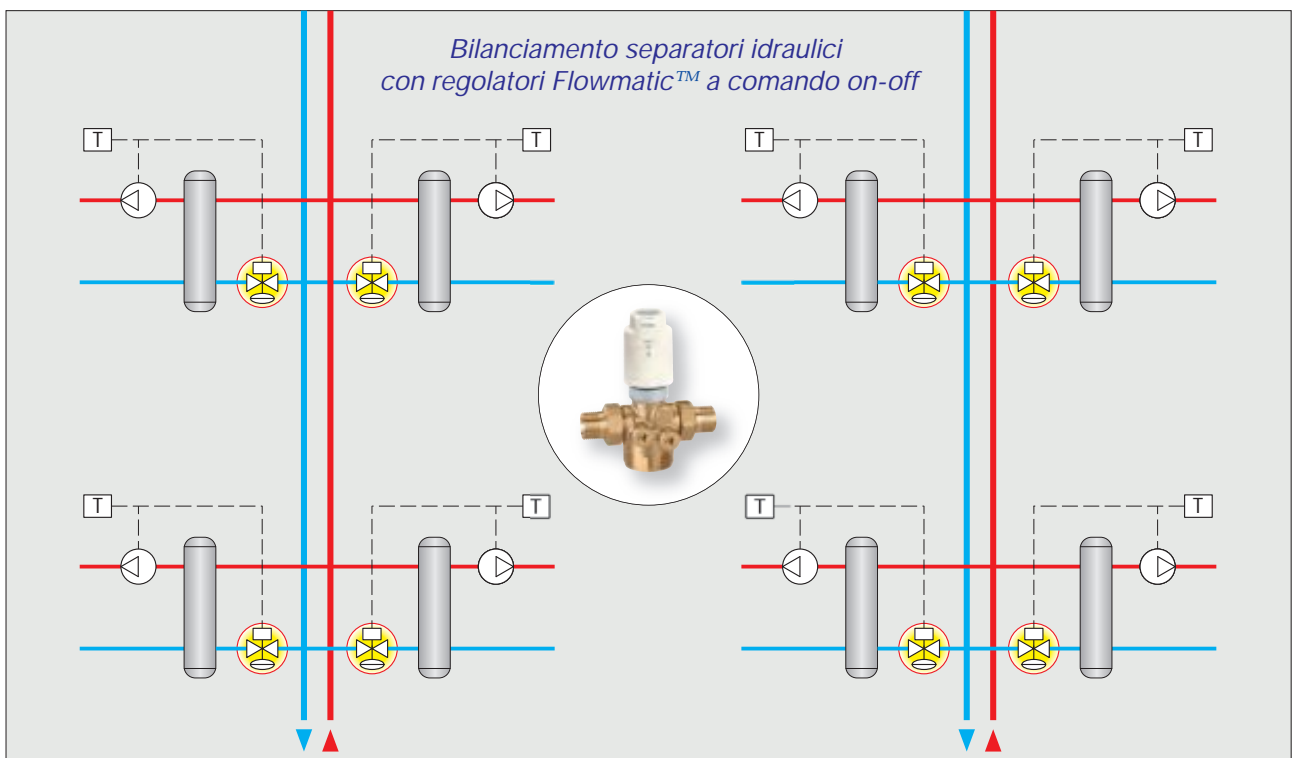 Bilanciamento separatori idraulici
con regolatori Flowmatic™ a comando on-off
T T T T
T T T T